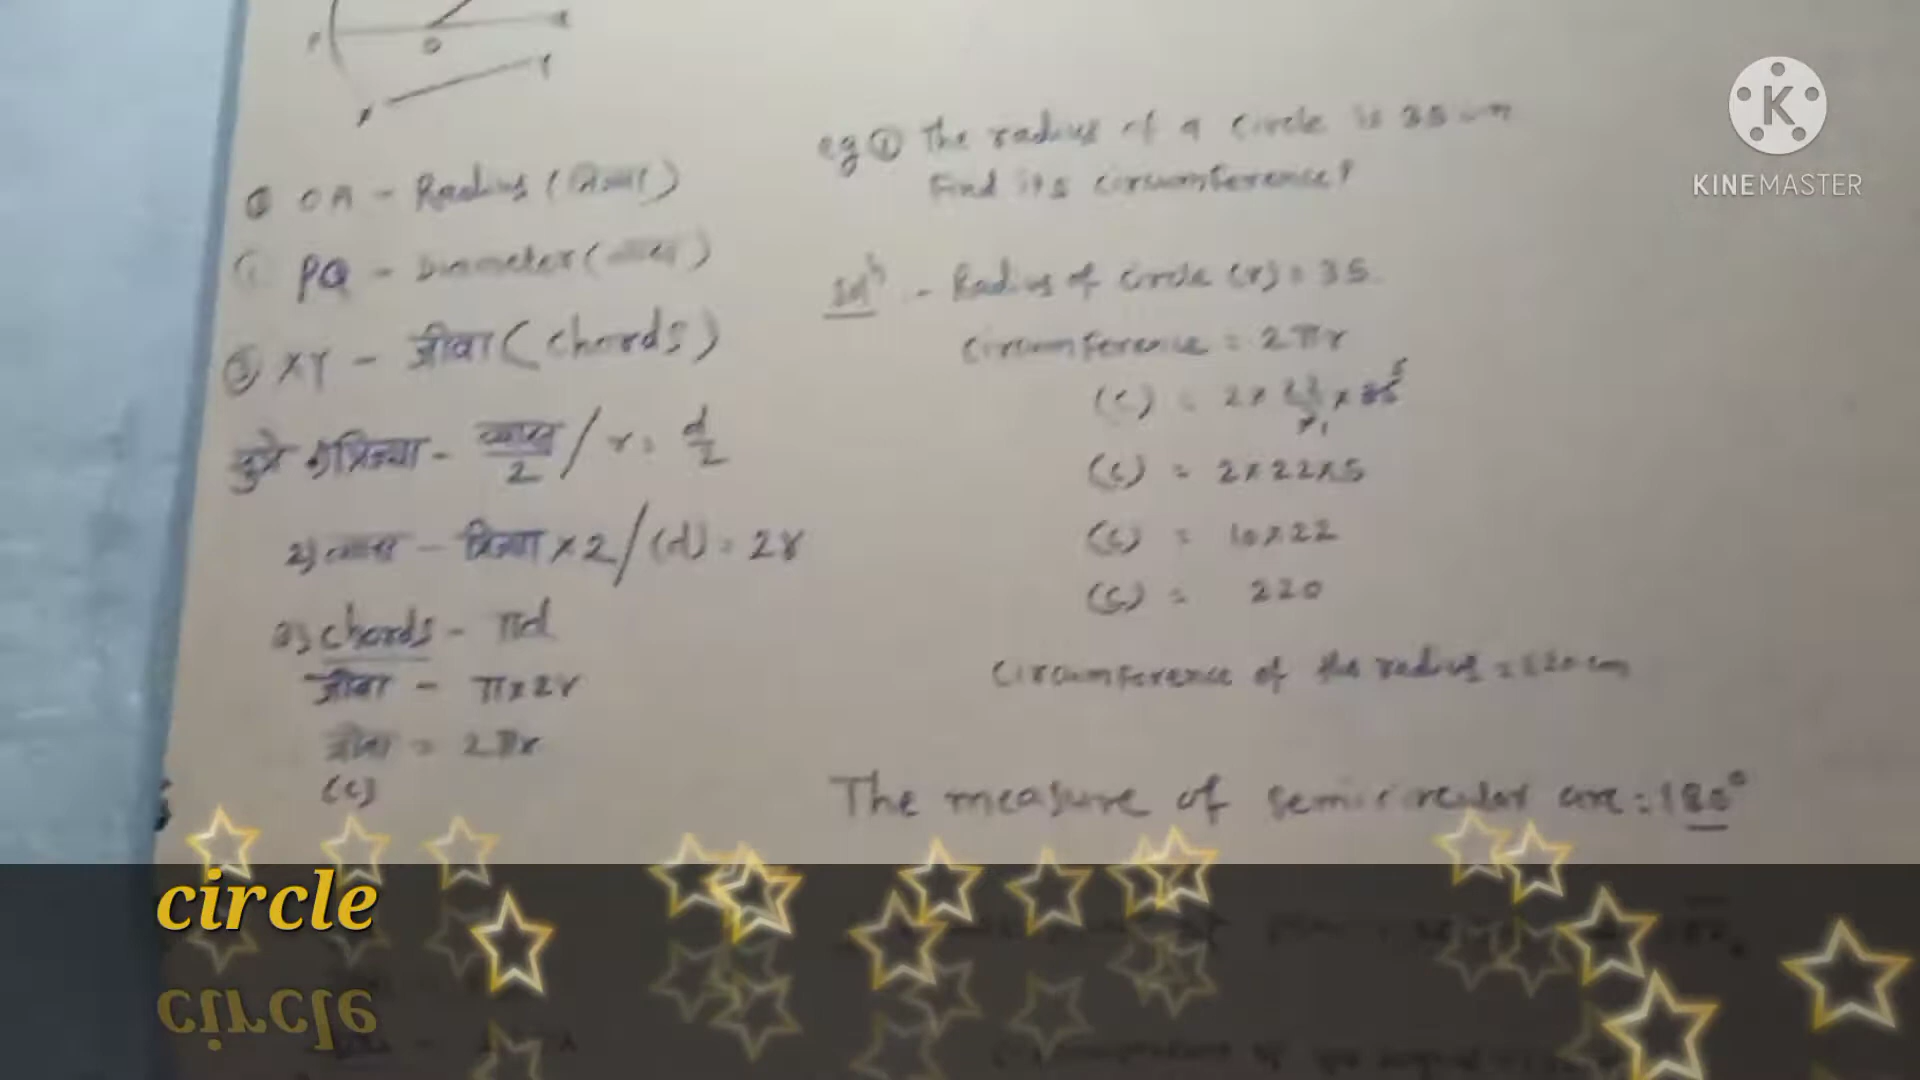 P
O
Y
X
OA - Radius (त्रिज्या)
PQ - Diameter (व्यास)
③ XY - जीवा (chords)
त्रिज्या - व्यास/2 / r = d/2
2) व्यास - त्रिज्या × 2 / (d) = 2r
3) chords - πd
जीवा - π×2r
जीवा = 2πr
(c)
eg ① The radius of a circle is 35 cm
Find its circumference?
Solⁿ - Radius of circle (r) = 35
Circumference = 2πr
(c) = 2 × 22/7 × 35
(c) = 2×22×5
(c) = 10×22
(c) = 220
Circumference of the radius = 220 cm
The measure of semicircular arc = 180°
K
KINEMASTER
circle